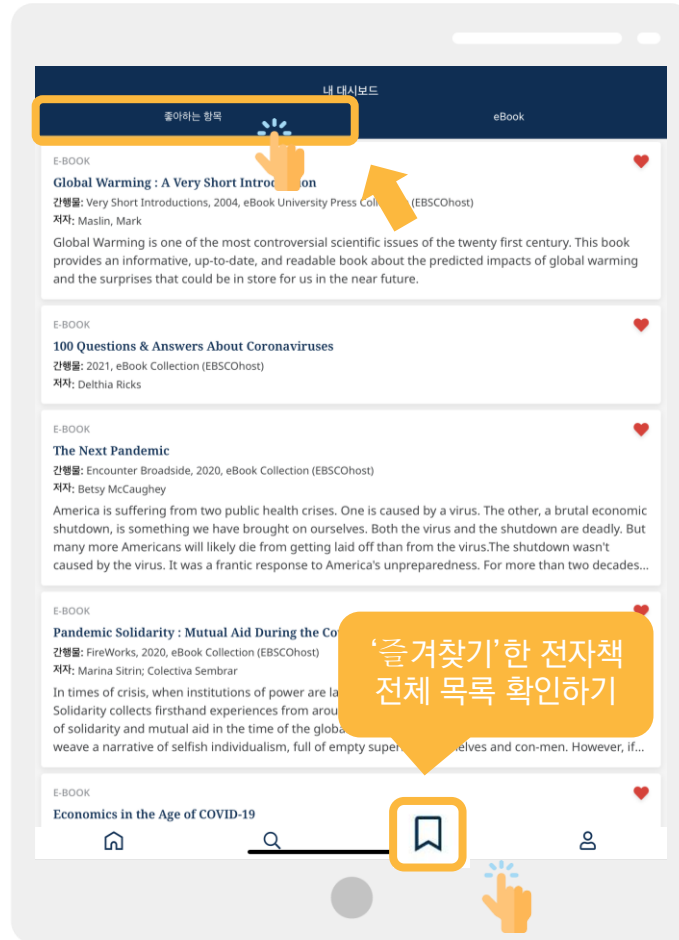 내 대시보드
좋아하는 항목
eBook
E-BOOK
Global Warming : A Very Short
간행물: Very Short Introductions, 2004, eBook University Press (EBSCOhost)
저자: Maslin, Mark
Global Warming is one of the most controversial scientific issues of the twenty first century. This book
provides an informative, up-to-date, and readable book about the predicted impacts of global warming
and the surprises that could be in store for us in the near future.
E-BOOK
100 Questions & Answers About Coronaviruses
간행물: 2021, eBook Collection (EBSCOhost)
저자: Delthia Ricks
E-BOOK
The Next Pandemic
간행물: Encounter Broadside, 2020, eBook Collection (EBSCOhost)
저자: Betsy McCaughey
America is suffering from two public health crises. One is caused by a virus. The other, a brutal economic
shutdown, is something we have brought on ourselves. Both the virus and the shutdown are deadly. But
many more Americans will likely die from getting laid off than from the virus.The shutdown wasn't
caused by the virus. It was a frantic response to America's unpreparedness. For more than two decades...
E-BOOK
Pandemic Solidarity : Mutual Aid During the
간행물: FireWorks, 2020, eBook Collection (EBSCOhost)
저자: Marina Sitrin; Colectiva Sembrar
In times of crisis, when institutions of power are
Solidarity collects firsthand experiences from
of solidarity and mutual aid in the time of the
weave a narrative of selfish individualism, full of empty and con-men. However, if...
'즐겨찾기'한 전자책
전체 목록 확인하기
E-BOOK
Economics in the Age of COVID-19